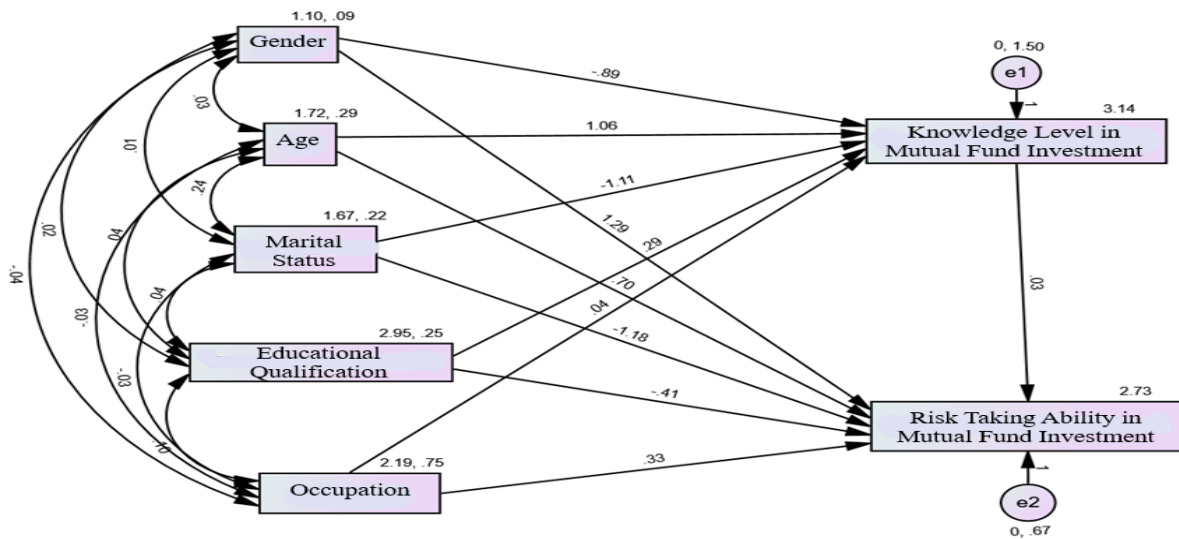 1.10, .09
Gender
0, 1.50
e1
1
-.89
3.14
Knowledge Level in
Mutual Fund Investment
.03
1.72, .29
Age
1.06
.01
.24
-1.11
1.67, .22
Marital
Status
1.29
.29
.02
.04
-.04
.04
.70
.04
.03
-.03
-1.18
2.95, .25
Educational
Qualification
-.03
-.41
2.73
Risk Taking Ability in
Mutual Fund Investment
.10
2.19, .75
Occupation
.33
1
e2
0, .67